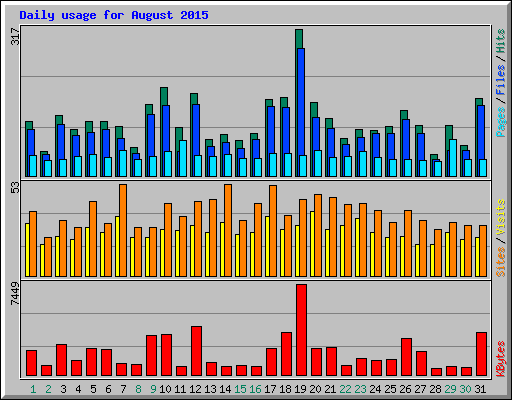 Daily usage for August 2015
317
Pages / Files / Hits
53
Sites / Visits
7449
KBytes
1 2 3 4 5 6 7 8 9 10 11 12 13 14 15 16 17 18 19 20 21 22 23 24 25 26 27 28 29 30 31